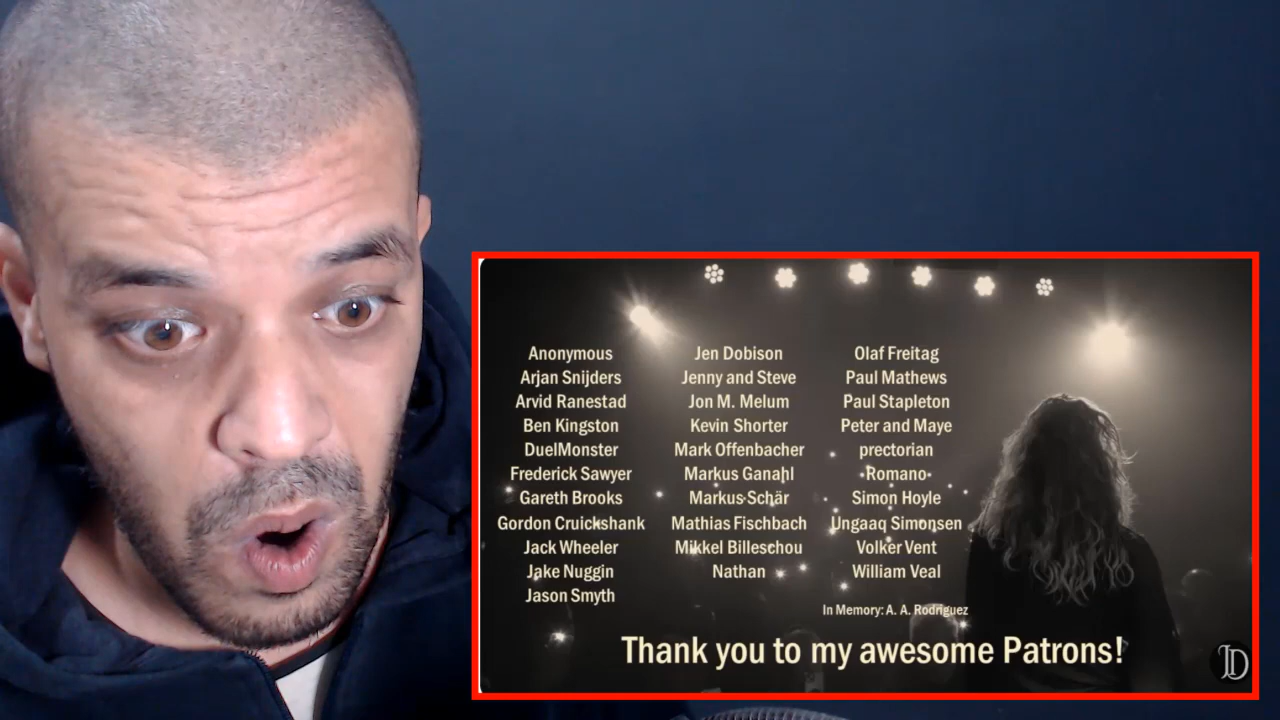 Anonymous
Arjan Snijders
Arvid Ranestad
Ben Kingston
DuelMonster
Frederick Sawyer
Gareth Brooks
Gordon Cruickshank
Jack Wheeler
Jake Nuggin
Jason Smyth
Jen Dobison
Jenny and Steve
Jon M. Melum
Kevin Shorter
Mark Offenbacher
Markus Ganahl
Markus Schär
Mathias Fischbach
Mikkel Billeschou
Nathan
Olaf Freitag
Paul Mathews
Paul Stapleton
Peter and Maye
prectorian
Romano
Simon Hoyle
Ungaaq Simonsen
Volker Vent
William Veal
In Memory: A. A. Rodriguez
Thank you to my awesome Patrons!
JD